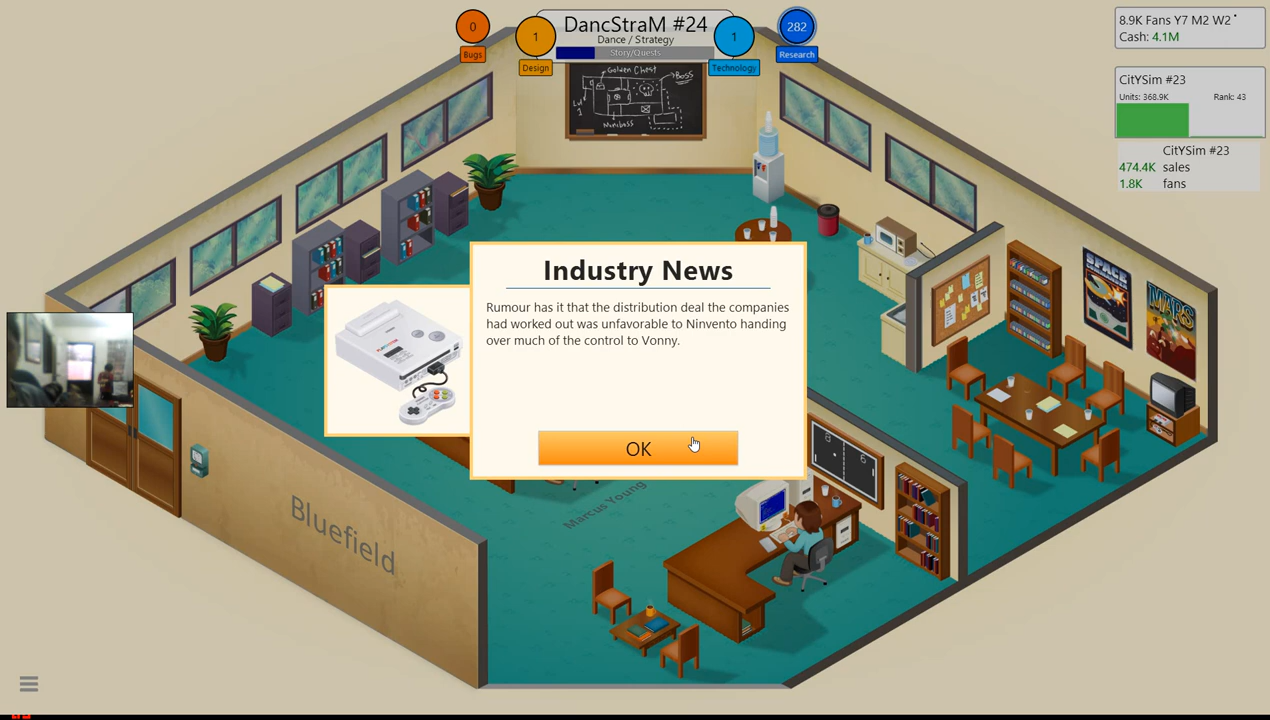 0
Bugs
1
Design
DancStraM #24
Dance / Strategy
Story/Quests
1
Technology
282
Research
8.9K Fans Y7 M2 W2
Cash: 4.1M
CitYSim #23
Units: 368.9K Rank: 43
CitYSim #23
474.4K sales
1.8K fans
Golden Chest
Boss
Lvl
1
Miniboss
SPACE
MARS
Industry News
Rumour has it that the distribution deal the companies
had worked out was unfavorable to Ninvento handing
over much of the control to Vonny.
OK
8 6
Marcus Young
Bluefield